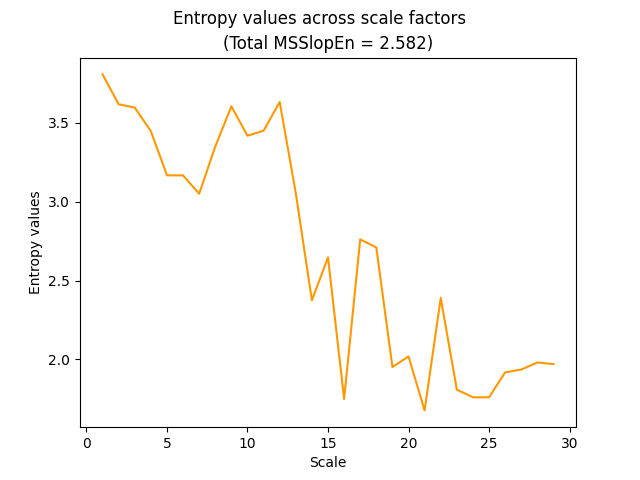 Entropy values across scale factors
(Total MSSlopEn = 2.582)
3.5
3.0
2.5
2.0
Entropy values
0 5 10 15 20 25 30
Scale